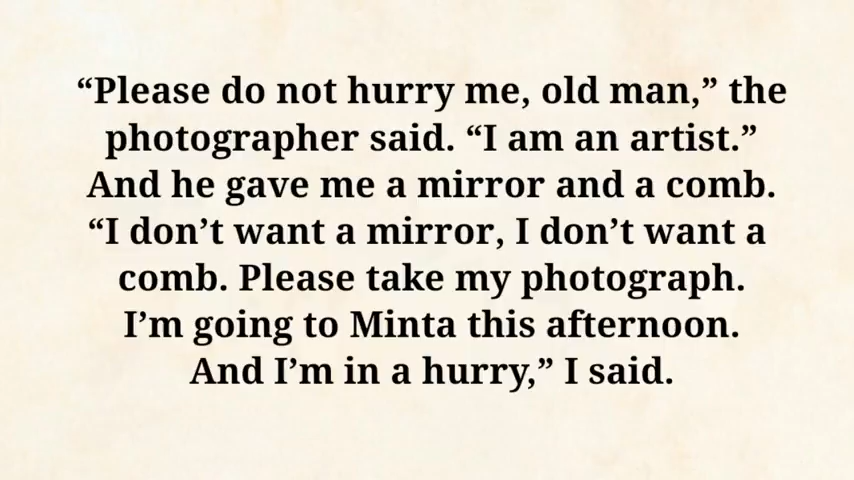 “Please do not hurry me, old man,” the
photographer said. “I am an artist.”
And he gave me a mirror and a comb.
“I don’t want a mirror, I don’t want a
comb. Please take my photograph.
I’m going to Minta this afternoon.
And I’m in a hurry,” I said.